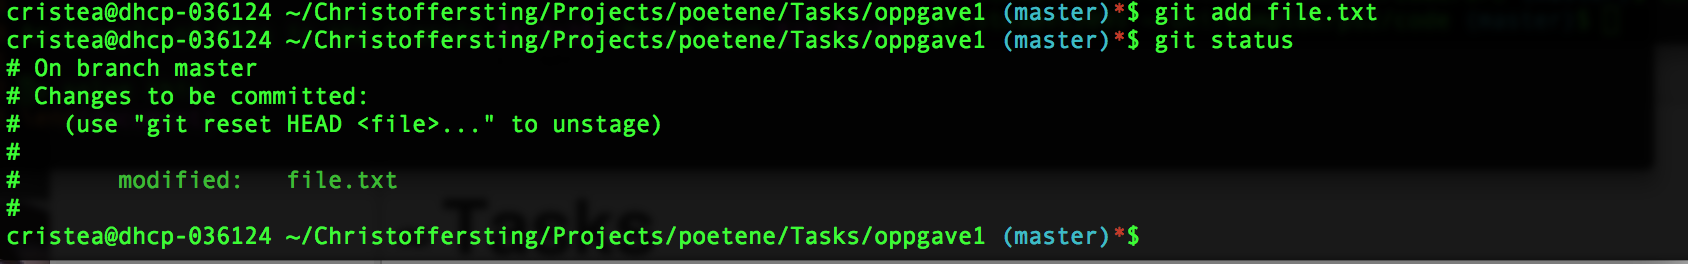 cristea@dhcp-036124 ~/Christoffersting/Projects/poetene/Tasks/oppgave1 (master)*$ git add file.txt
cristea@dhcp-036124 ~/Christoffersting/Projects/poetene/Tasks/oppgave1 (master)*$ git status
# On branch master
# Changes to be committed:
#   (use "git reset HEAD <file>..." to unstage)
#
#       modified:   file.txt
#
Tasks
cristea@dhcp-036124 ~/Christoffersting/Projects/poetene/Tasks/oppgave1 (master)*$